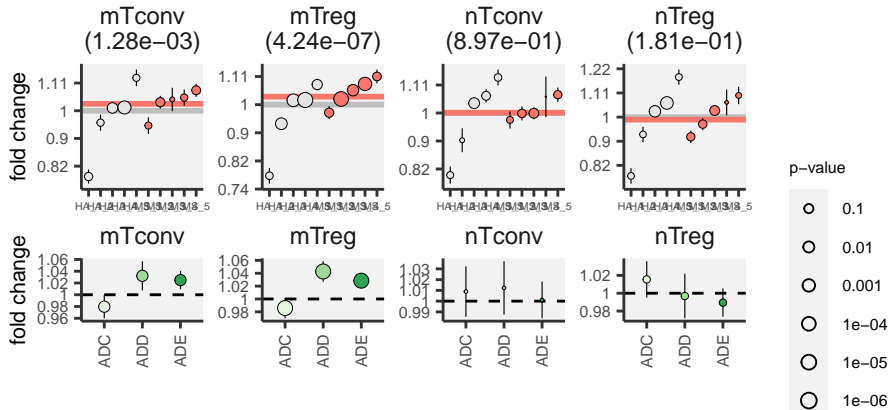 mTconv
(1.28e−03)
mTreg
(4.24e−07)
nTconv
(8.97e−01)
nTreg
(1.81e−01)
fold change
1.11
1
0.9
0.82
1.11
1
0.9
0.82
0.74
1.11
1
0.9
0.82
1.22
1.11
1
0.9
0.82
mTconv
mTreg
nTconv
nTreg
fold change
1.06
1.04
1.02
1
0.98
0.96
1.06
1.04
1.02
1
0.98
1.03
1.02
1.01
1
0.99
1.02
1
0.98
ADC
ADD
ADE
ADC
ADD
ADE
ADC
ADD
ADE
ADC
ADD
ADE
p−value
0.1
0.01
0.001
1e−04
1e−05
1e−06